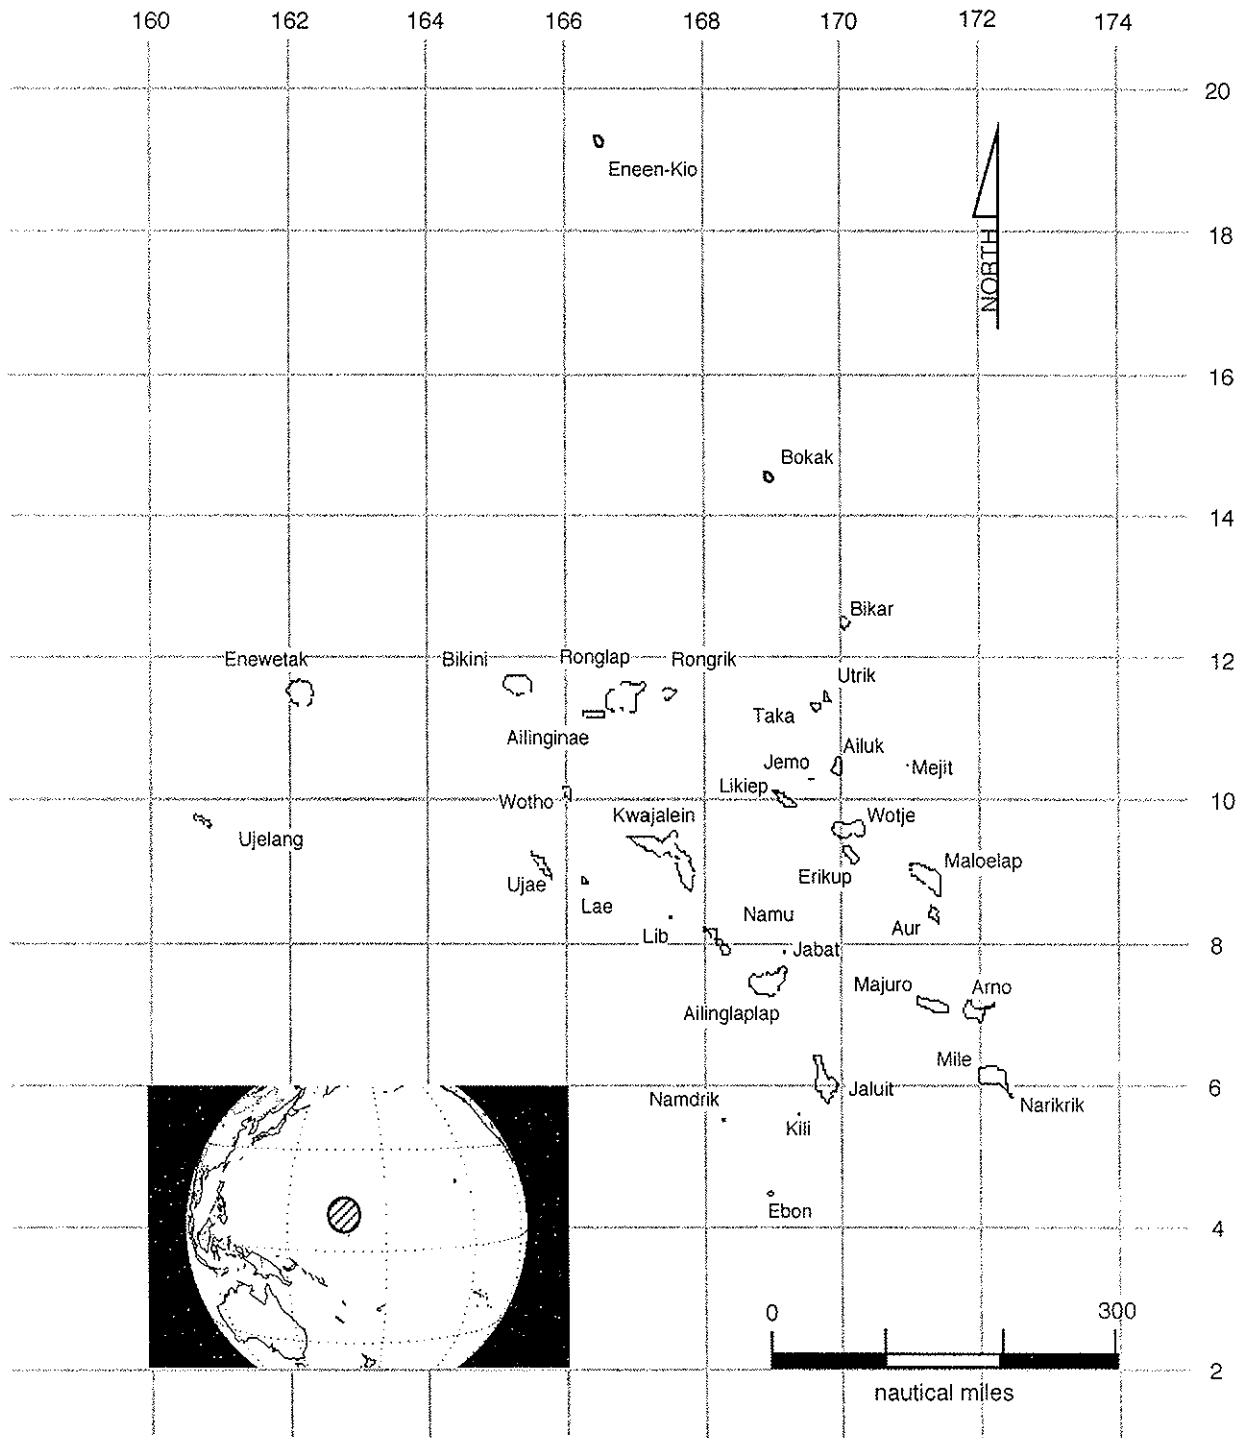 160 162 164 166 168 170 172 174
20
Eneen-Kio
NORTH
18
16
Bokak
14
Bikar
Enewetak Bikini Ronglap Rongrik 12
Utrik
Taka
Ailinginae
Ailuk
Jemo Mejit
Likiep
Wotho 10
Kwajalein Wotje
Ujelang
Maloelap
Ujae Erikup
Lae Namu
Lib Aur
Jabat 8
Majuro Arno
Ailinglaplap
Mile
6
Namdrik Jaluit
Narikrik
Kili
Ebon
4
0 300
2
nautical miles